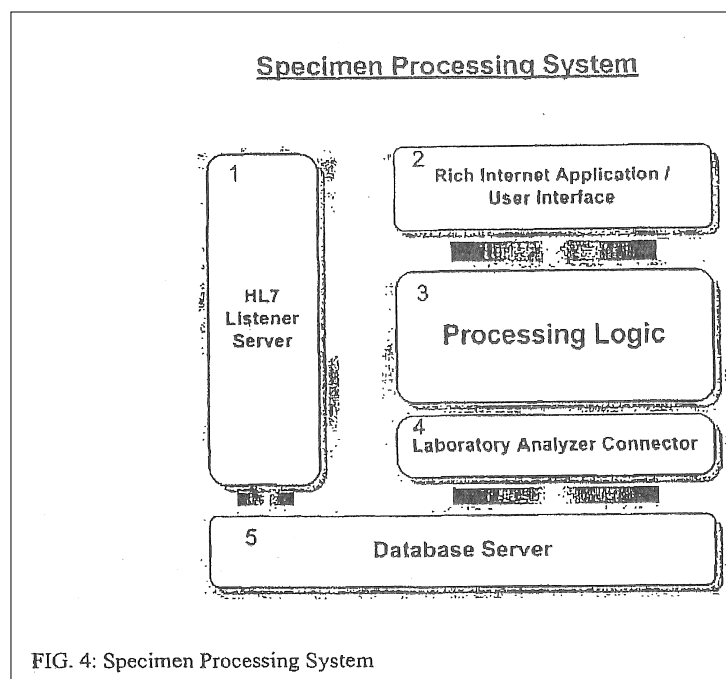 Specimen Processing System
1
HL7
Listener
Server
2
Rich Internet Application /
User Interface
3
Processing Logic
4
Laboratory Analyzer Connector
5
Database Server
FIG. 4: Specimen Processing System